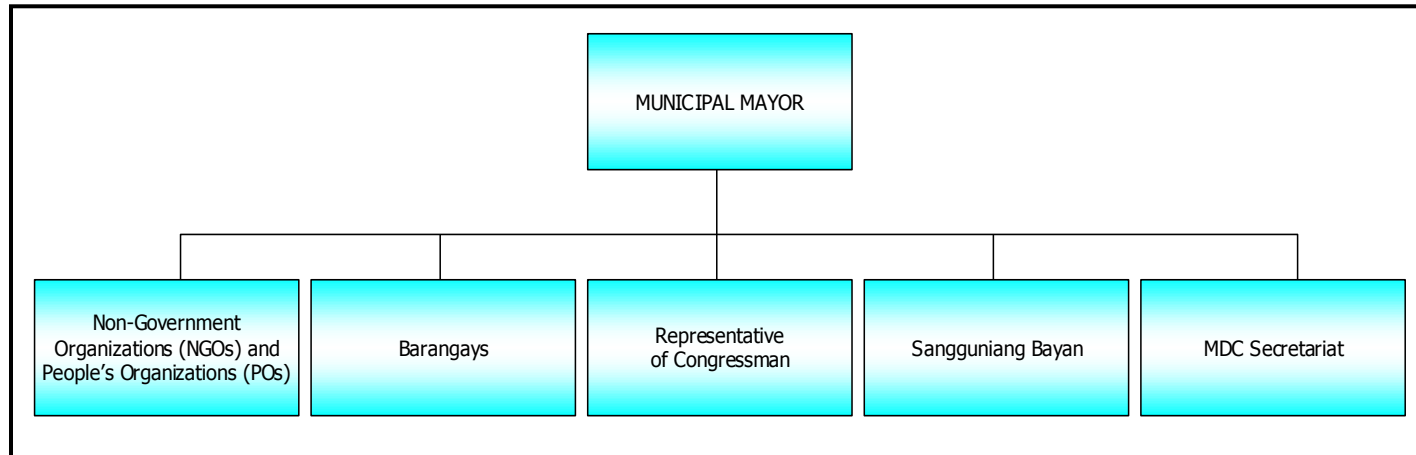 MUNICIPAL MAYOR
Non-Government
Organizations (NGOs) and
People’s Organizations (POs)
Barangays
Representative
of Congressman
Sangguniang Bayan
MDC Secretariat